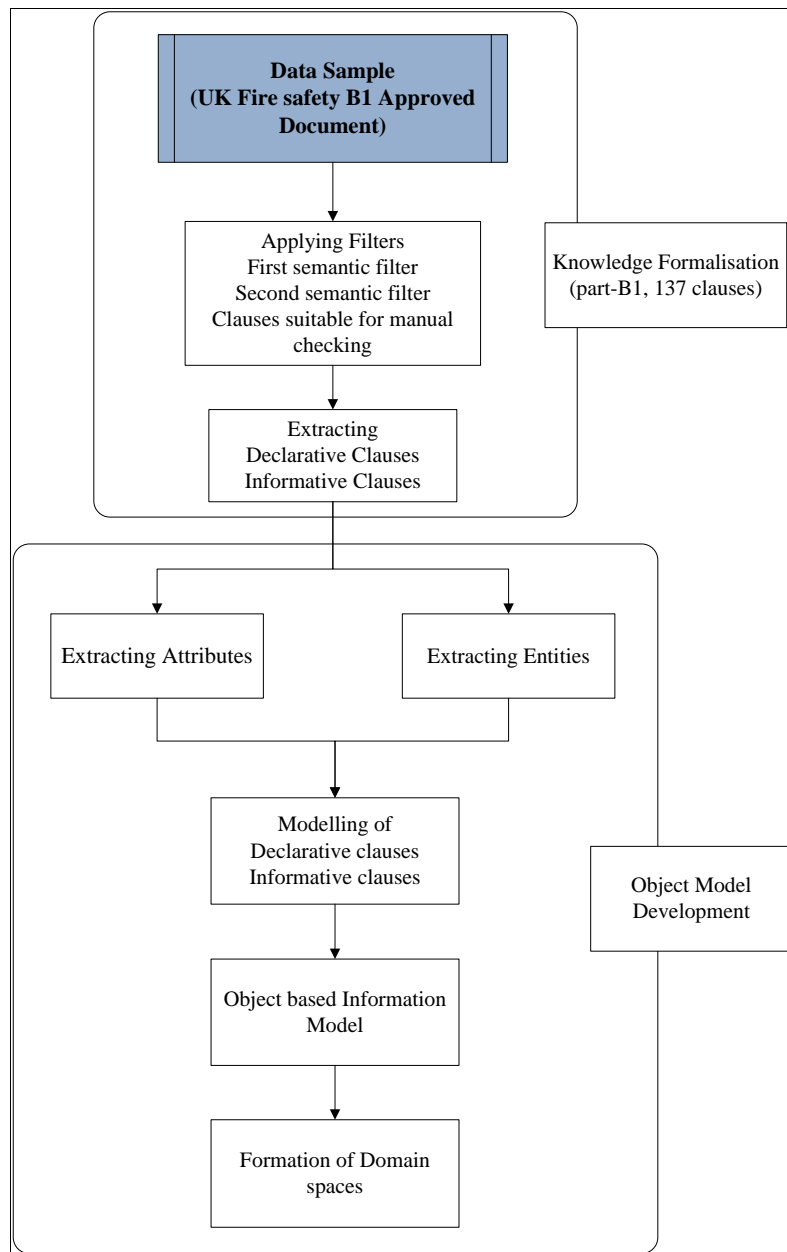 Data Sample
(UK Fire safety B1 Approved
Document)
Applying Filters
First semantic filter
Second semantic filter
Clauses suitable for manual
checking
Knowledge Formalisation
(part-B1, 137 clauses)
Extracting
Declarative Clauses
Informative Clauses
Extracting Attributes
Extracting Entities
Modelling of
Declarative clauses
Informative clauses
Object Model
Development
Object based Information
Model
Formation of Domain
spaces